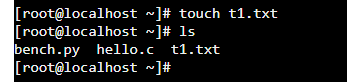 [root@localhost ~]# touch t1.txt
[root@localhost ~]# ls
bench.py  hello.c  t1.txt
[root@localhost ~]#